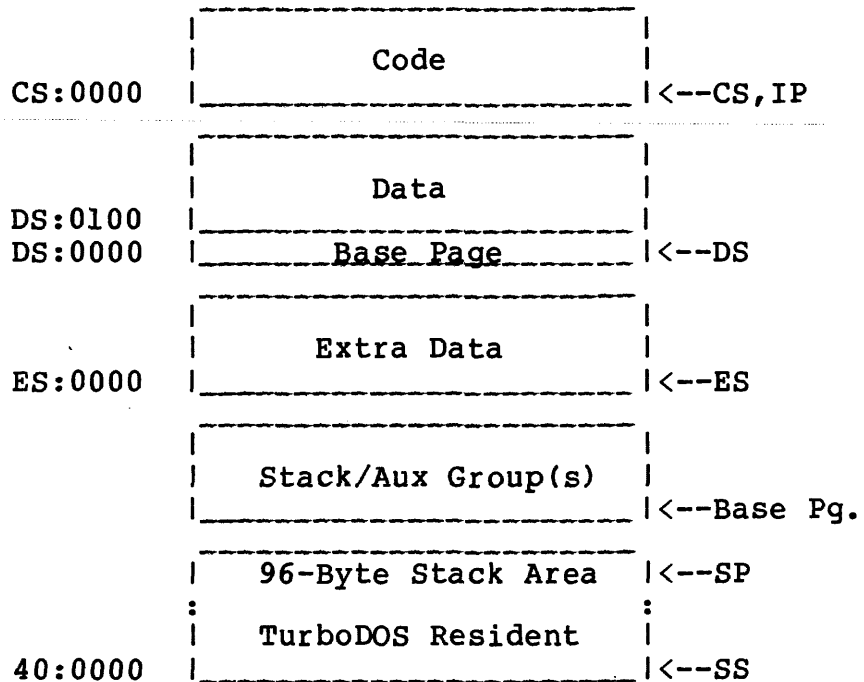 Code
CS:0000 <--CS,IP
Data
DS:0100
DS:0000 Base Page <--DS
Extra Data
ES:0000 <--ES
Stack/Aux Group(s)
<--Base Pg.
96-Byte Stack Area <--SP
: :
TurboDOS Resident
40:0000 <--SS